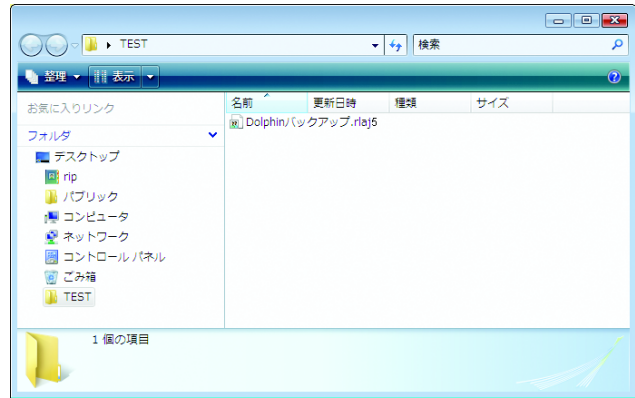 TEST
検索
整理 表示
お気に入りリンク
フォルダ
デスクトップ
rip
パブリック
コンピュータ
ネットワーク
コントロール パネル
ごみ箱
TEST
名前 更新日時 種類 サイズ
Dolphinバックアップ.rlaj5
1 個の項目